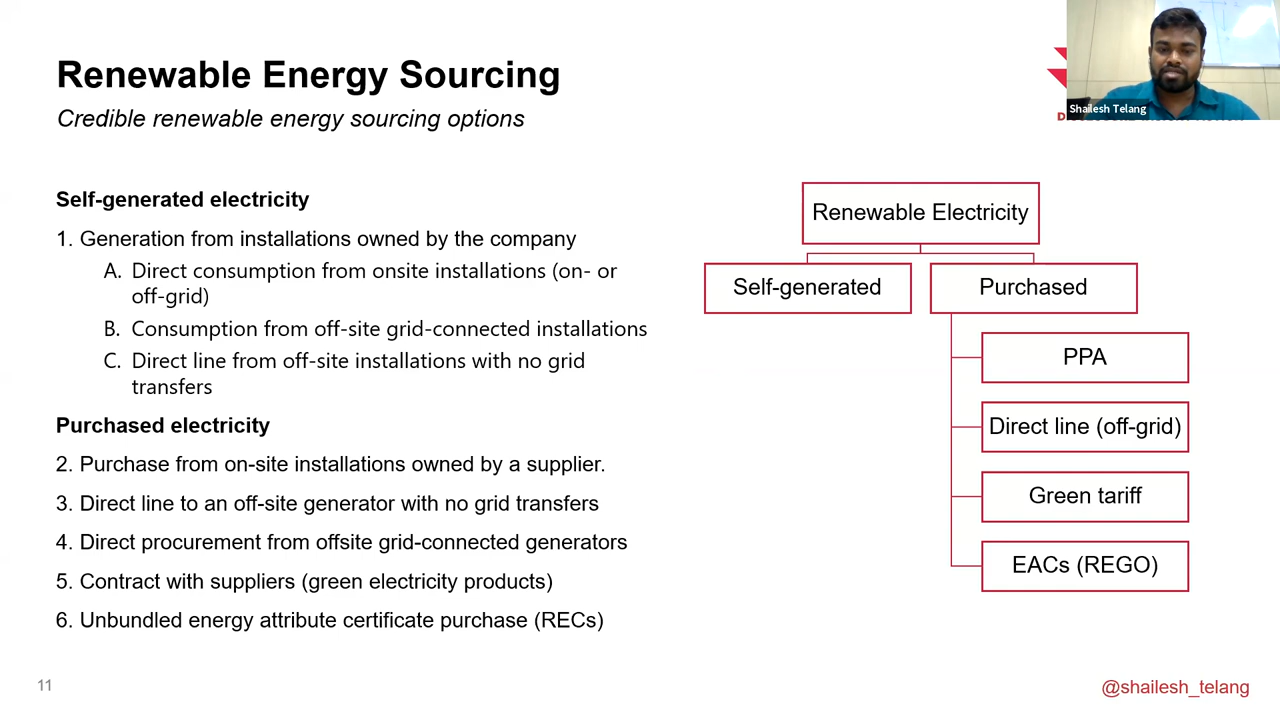 Renewable Energy Sourcing
Credible renewable energy sourcing options
Shailesh Telang
Self-generated electricity
1. Generation from installations owned by the company
A. Direct consumption from onsite installations (on- or
off-grid)
B. Consumption from off-site grid-connected installations
C. Direct line from off-site installations with no grid
transfers
Purchased electricity
2. Purchase from on-site installations owned by a supplier.
3. Direct line to an off-site generator with no grid transfers
4. Direct procurement from offsite grid-connected generators
5. Contract with suppliers (green electricity products)
6. Unbundled energy attribute certificate purchase (RECs)
Renewable Electricity
Self-generated
Purchased
PPA
Direct line (off-grid)
Green tariff
EACs (REGO)
11
@shailesh_telang